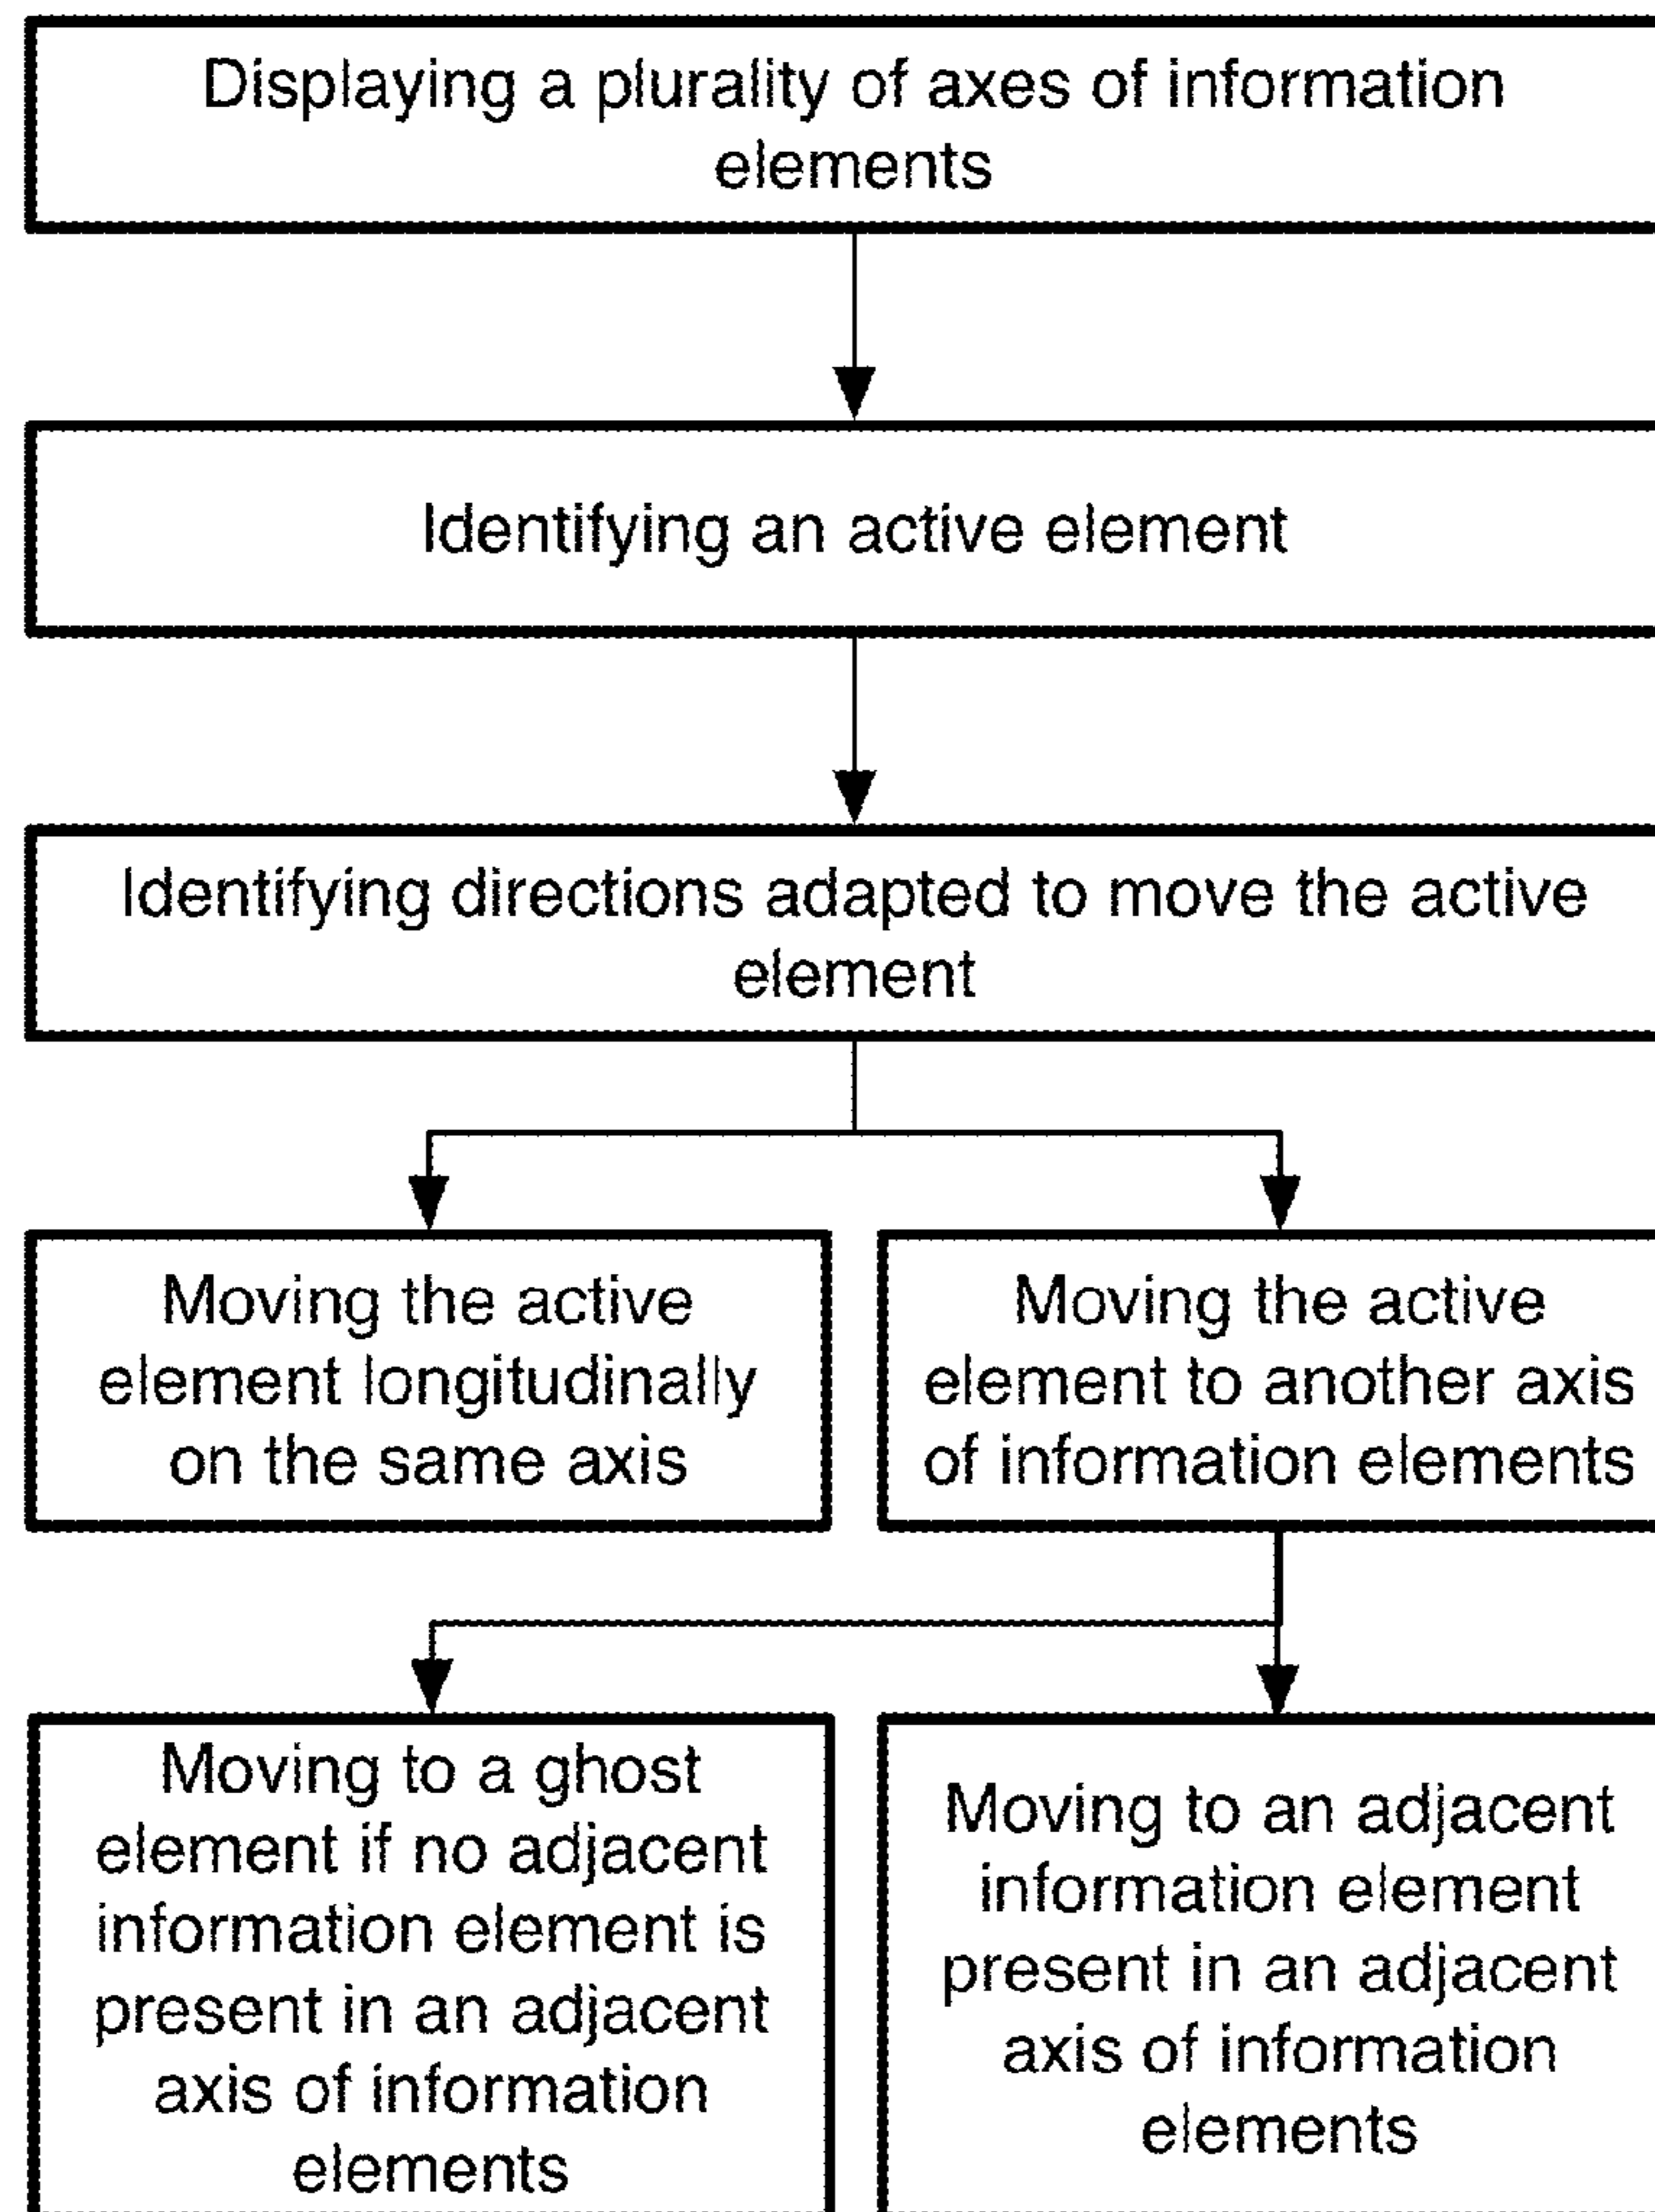 Displaying a plurality of axes of information
elements
Identifying an active element
Identifying directions adapted to move the active
element
Moving the active
element longitudinally
on the same axis
Moving the active
element to another axis
of information elements
Moving to a ghost
element if no adjacent
information element is
present in an adjacent
axis of information
elements
Moving to an adjacent
information element
present in an adjacent
axis of information
elements